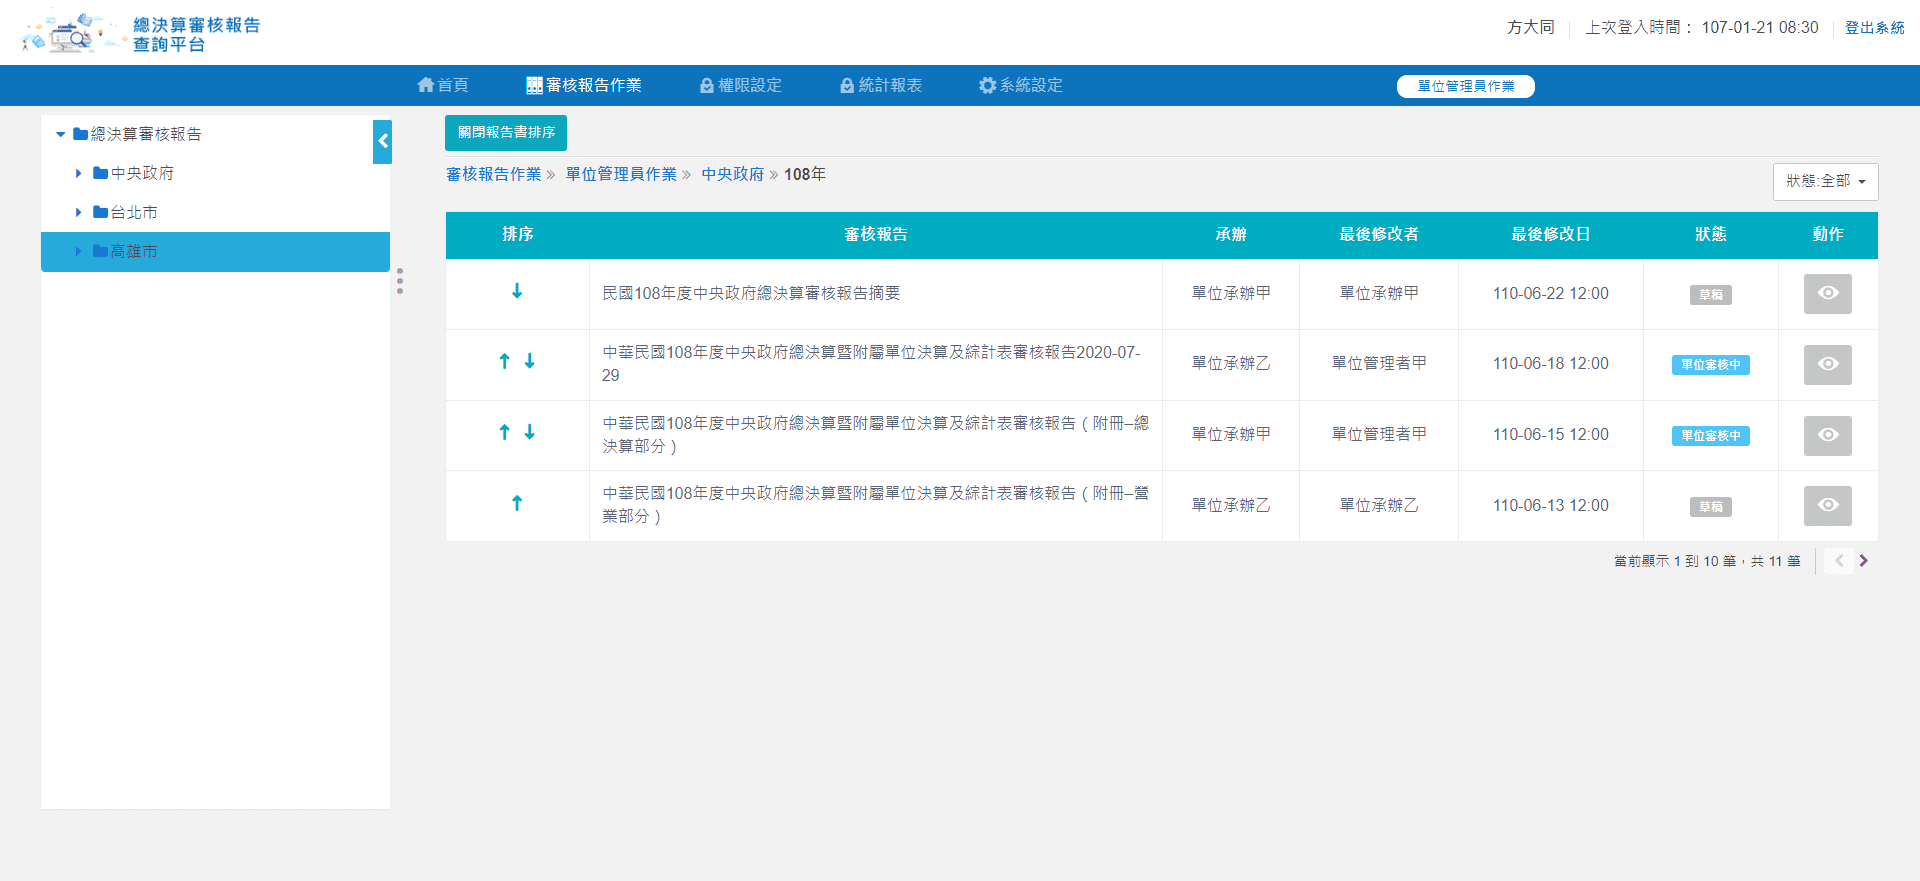 總決算審核報告
查詢平台
方大同
上次登入時間： 107-01-21 08:30
登出系統
首頁
審核報告作業
權限設定
統計報表
系統設定
單位管理員作業
總決算審核報告
中央政府
台北市
高雄市
關閉報告書排序
審核報告作業» 單位管理員作業» 中央政府» 108年
狀態:全部
排序 審核報告 承辦 最後修改者 最後修改日 狀態 動作
民國108年度中央政府總決算審核報告摘要 單位承辦甲 單位承辦甲 110-06-22 12:00 草稿
中華民國108年度中央政府總決算暨附屬單位決算及綜計表審核報告2020-07-
29
單位承辦乙 單位管理者甲 110-06-18 12:00 單位審核中
中華民國108年度中央政府總決算暨附屬單位決算及綜計表審核報告（附冊─總
決算部分）
單位承辦甲 單位管理者甲 110-06-15 12:00 單位審核中
中華民國108年度中央政府總決算暨附屬單位決算及綜計表審核報告（附冊─營
業部分）
單位承辦乙 單位承辦乙 110-06-13 12:00 草稿
當前顯示 1 到 10 筆，共 11 筆